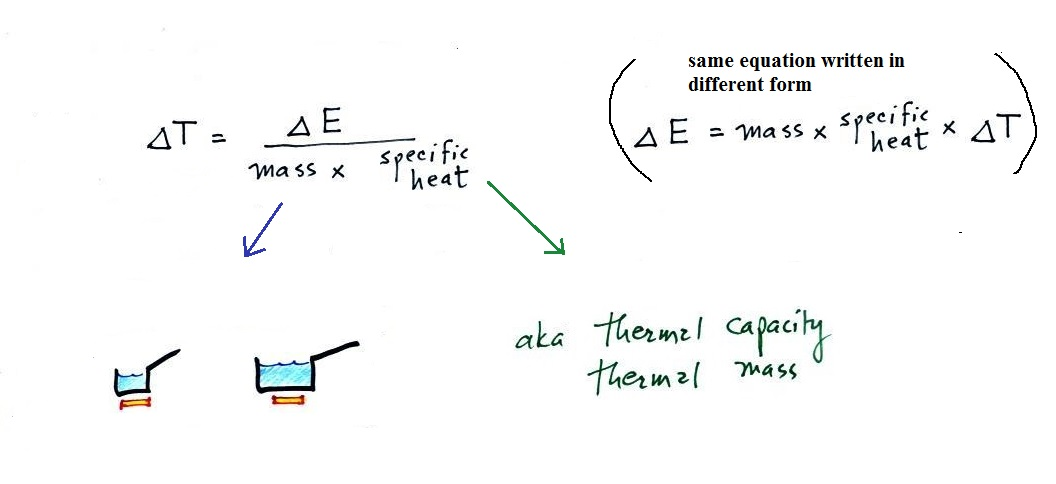 same equation written in
different form
ΔT = ΔE / mass x specific heat
(ΔE = mass x specific heat x ΔT)
aka thermal capacity
thermal mass